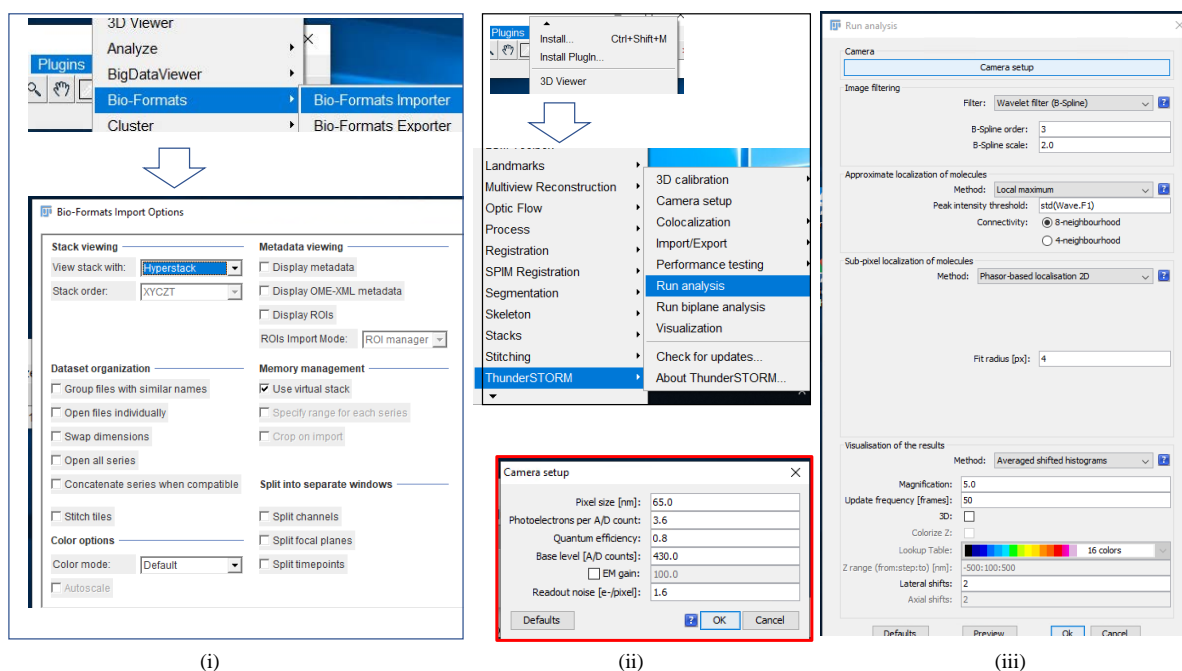 3D Viewer
Analyze
Plugins
BigDataViewer
Bio-Formats
Bio-Formats Importer
Cluster
Bio-Formats Exporter
Bio-Formats Import Options
Stack viewing
View stack with: Hyperstack
Stack order: XYCZT
Metadata viewing
Display metadata
Display OME-XML metadata
Display ROIs
ROIs Import Mode: ROI manager
Dataset organization
Group files with similar names
Open files individually
Swap dimensions
Open all series
Concatenate series when compatible
Stitch tiles
Memory management
Use virtual stack
Specify range for each series
Crop on import
Color options
Color mode: Default
Autoscale
Split into separate windows
Split channels
Split focal planes
Split timepoints
(i)
Plugins
Install... Ctrl+Shift+M
Install PlugIn...
3D Viewer
Landmarks
Multiview Reconstruction
Optic Flow
Process
Registration
SPIM Registration
Segmentation
Skeleton
Stacks
Stitching
ThunderSTORM
3D calibration
Camera setup
Colocalization
Import/Export
Performance testing
Run analysis
Run biplane analysis
Visualization
Check for updates...
About ThunderSTORM...
Camera setup
Pixel size [nm]: 65.0
Photoelectrons per A/D count: 3.6
Quantum efficiency: 0.8
Base level [A/D counts]: 430.0
EM gain: 100.0
Readout noise [e-/pixel]: 1.6
Defaults OK Cancel
(ii)
Run analysis
Camera
Camera setup
Image filtering
Filter: Wavelet filter (B-Spline)
B-Spline order: 3
B-Spline scale: 2.0
Approximate localization of molecules
Method: Local maximum
Peak intensity threshold: std(Wave.F1)
Connectivity: 8-neighbourhood
4-neighbourhood
Sub-pixel localization of molecules
Method: Phasor-based localisation 2D
Fit radius [px]: 4
Visualisation of the results
Method: Averaged shifted histograms
Magnification: 5.0
Update frequency [frames]: 50
3D:
Colorize Z:
Lookup Table: 16 colors
Z range (from:step:to) [nm]: -500:100:500
Lateral shifts: 2
Axial shifts: 2
Defaults Preview Ok Cancel
(iii)